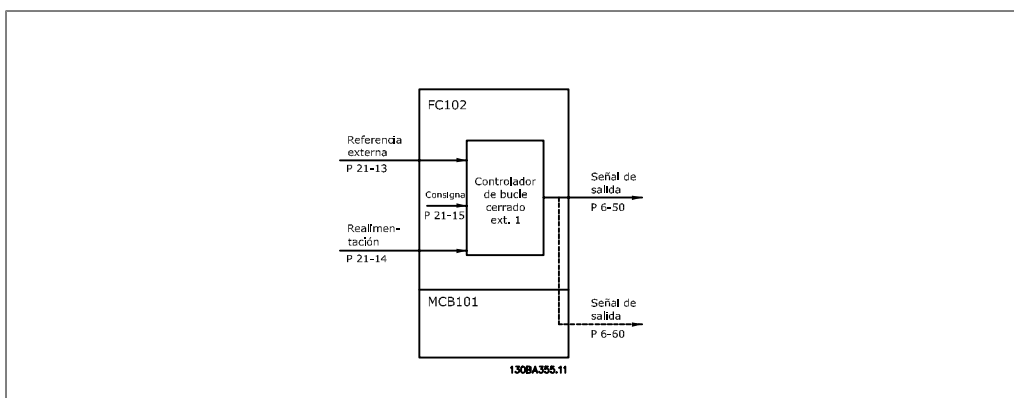 FC102
Referencia
externa
P 21-13
Consigna
P 21-15
Realimen-
tación
P 21-14
Controlador
de bucle
cerrado
ext. 1
Señal de
salida
P 6-50
MCB101
Señal de
salida
P 6-60
130BA355.11